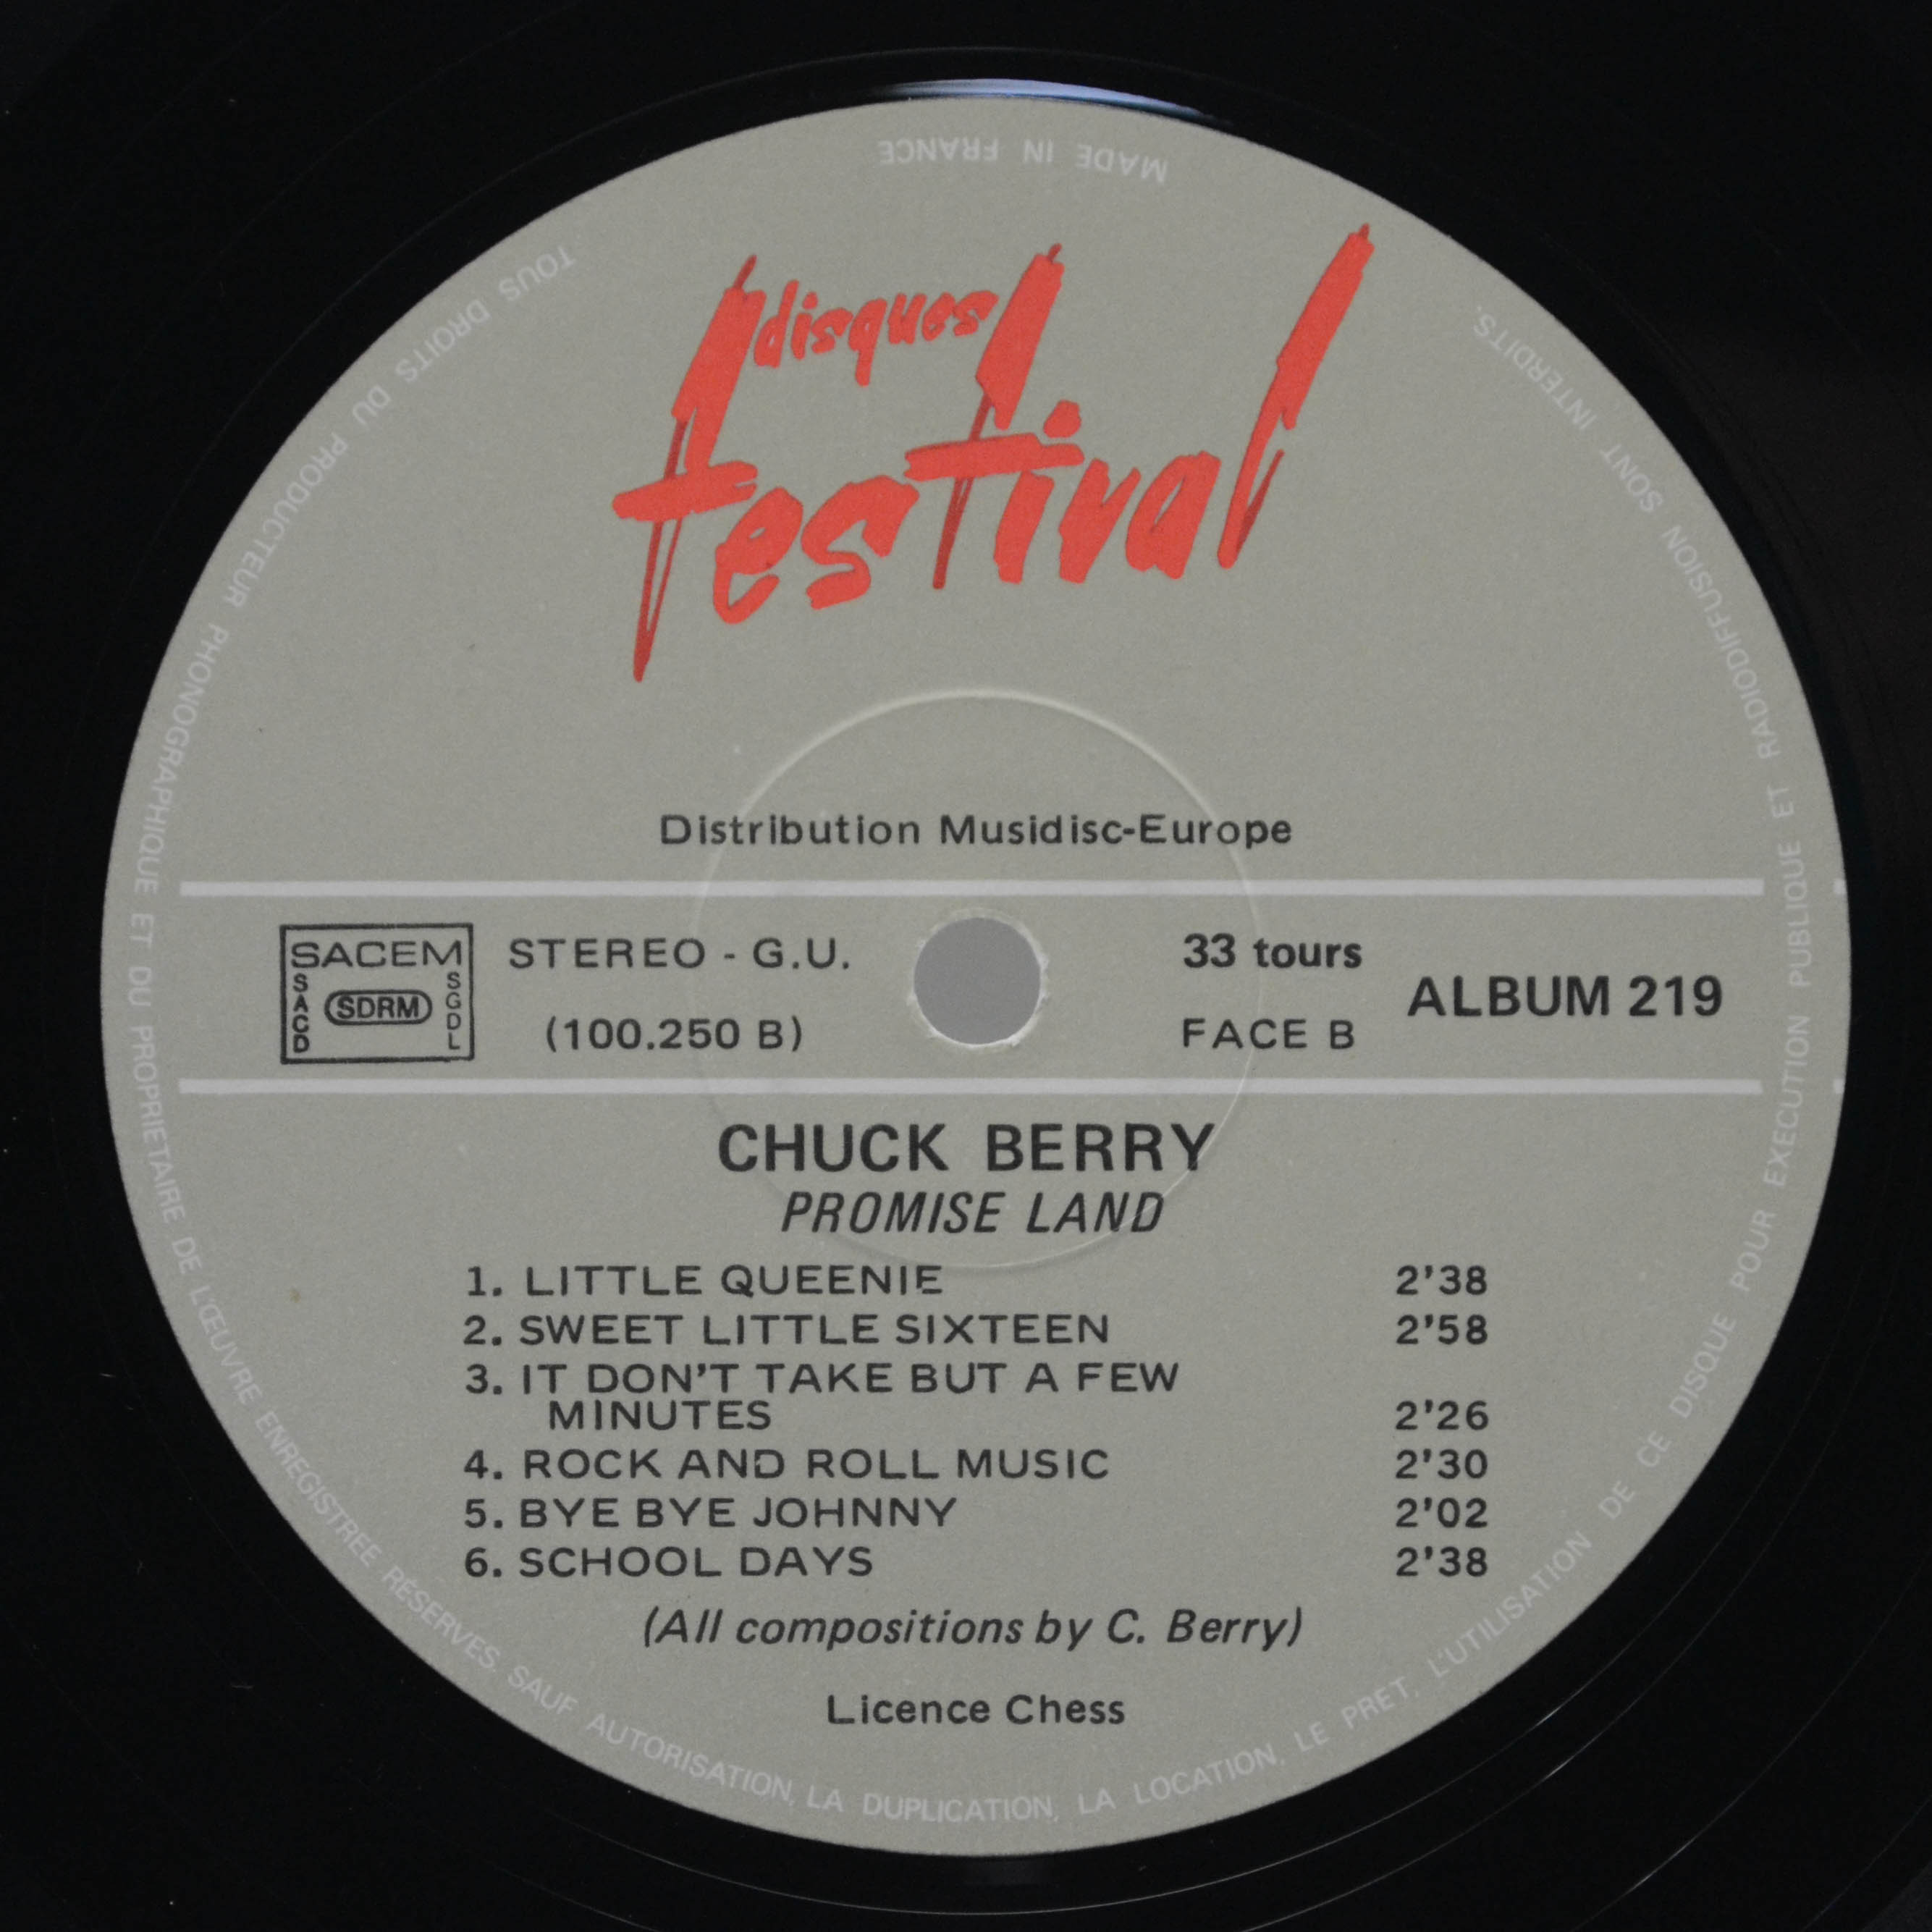 MADE IN FRANCE
disques
festival
Distribution Musidisc-Europe
SACEM
SACD
SDRM
SGDL
STEREO - G.U.
(100.250 B)
33 tours
FACE B
ALBUM 219
CHUCK BERRY
PROMISE LAND
1. LITTLE QUEENIE 2'38
2. SWEET LITTLE SIXTEEN 2'58
3. IT DON'T TAKE BUT A FEW
MINUTES 2'26
4. ROCK AND ROLL MUSIC 2'30
5. BYE BYE JOHNNY 2'02
6. SCHOOL DAYS 2'38
(All compositions by C. Berry)
Licence Chess
TOUS DROITS DU PRODUCTEUR PHONOGRAPHIQUE ET DU PROPRIETAIRE DE L'ŒUVRE ENREGISTREE RÉSERVES. SAUF AUTORISATION, LA DUPLICATION, LA LOCATION, LE PRET, L'UTILISATION DE CE DISQUE POUR EXECUTION PUBLIQUE ET RADIODIFFUSION SONT INTERDITS.